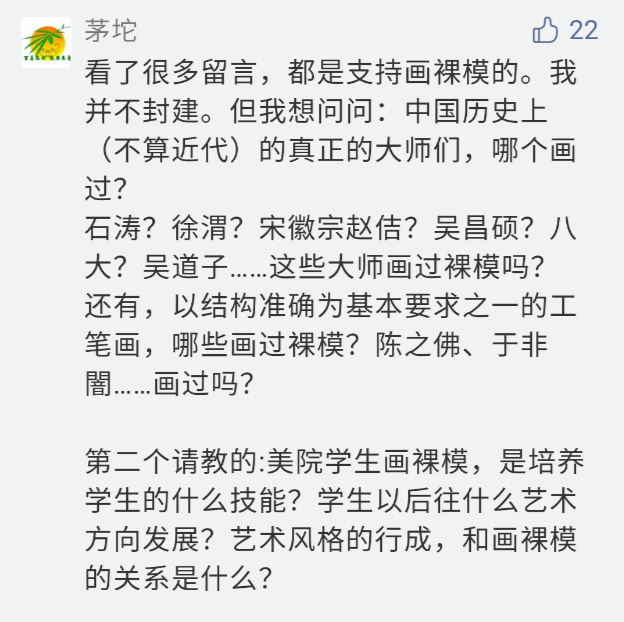 茅坨
22
看了很多留言，都是支持画裸模的。我
并不封建。但我想问问：中国历史上
（不算近代）的真正的大师们，哪个画
过？
石涛？徐渭？宋徽宗赵佶？吴昌硕？八
大？吴道子……这些大师画过裸模吗？
还有，以结构准确为基本要求之一的工
笔画，哪些画过裸模？陈之佛、于非
闇……画过吗？
第二个请教的:美院学生画裸模，是培养
学生的什么技能？学生以后往什么艺术
方向发展？艺术风格的行成，和画裸模
的关系是什么？